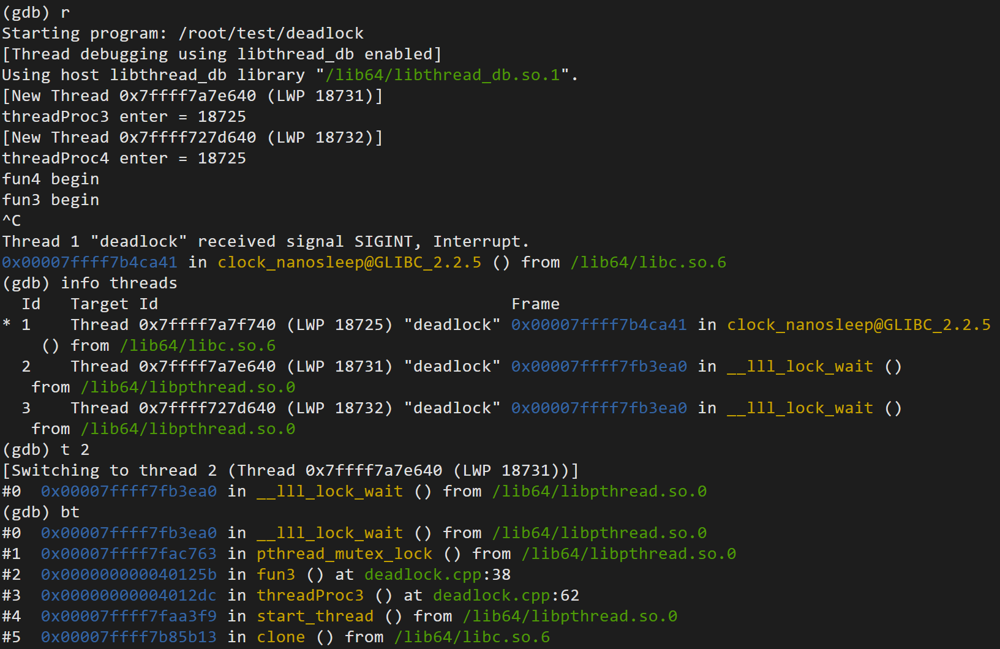 (gdb) r
Starting program: /root/test/deadlock
[Thread debugging using libthread_db enabled]
Using host libthread_db library "/lib64/libthread_db.so.1".
[New Thread 0x7ffff7a7e640 (LWP 18731)]
threadProc3 enter = 18725
[New Thread 0x7ffff727d640 (LWP 18732)]
threadProc4 enter = 18725
fun4 begin
fun3 begin
^C
Thread 1 "deadlock" received signal SIGINT, Interrupt.
0x00007ffff7b4ca41 in clock_nanosleep@GLIBC_2.2.5 () from /lib64/libc.so.6
(gdb) info threads
  Id   Target Id                                    Frame
* 1    Thread 0x7ffff7a7f740 (LWP 18725) "deadlock" 0x00007ffff7b4ca41 in clock_nanosleep@GLIBC_2.2.5
    () from /lib64/libc.so.6
  2    Thread 0x7ffff7a7e640 (LWP 18731) "deadlock" 0x00007ffff7fb3ea0 in __lll_lock_wait ()
   from /lib64/libpthread.so.0
  3    Thread 0x7ffff727d640 (LWP 18732) "deadlock" 0x00007ffff7fb3ea0 in __lll_lock_wait ()
   from /lib64/libpthread.so.0
(gdb) t 2
[Switching to thread 2 (Thread 0x7ffff7a7e640 (LWP 18731))]
#0  0x00007ffff7fb3ea0 in __lll_lock_wait () from /lib64/libpthread.so.0
(gdb) bt
#0  0x00007ffff7fb3ea0 in __lll_lock_wait () from /lib64/libpthread.so.0
#1  0x00007ffff7fac763 in pthread_mutex_lock () from /lib64/libpthread.so.0
#2  0x000000000040125b in fun3 () at deadlock.cpp:38
#3  0x00000000004012dc in threadProc3 () at deadlock.cpp:62
#4  0x00007ffff7faa3f9 in start_thread () from /lib64/libpthread.so.0
#5  0x00007ffff7b85b13 in clone () from /lib64/libc.so.6